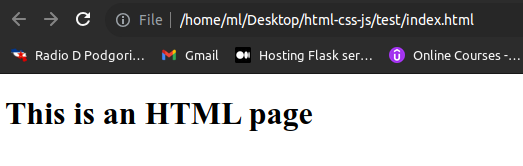 File | /home/ml/Desktop/html-css-js/test/index.html
Radio D Podgori... Gmail Hosting Flask ser... Online Courses -...
This is an HTML page